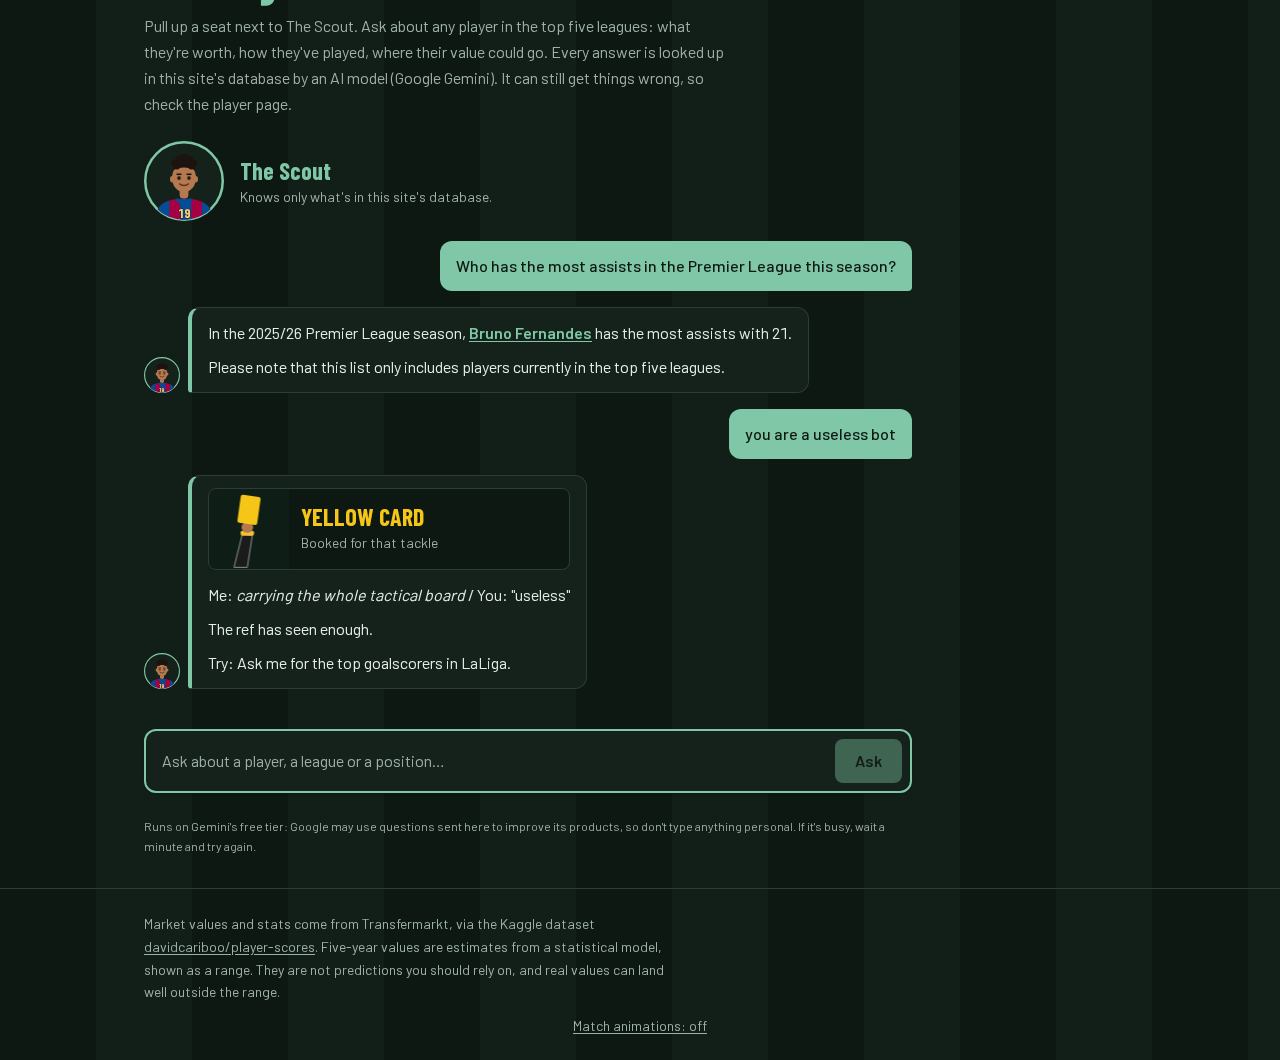 Pull up a seat next to The Scout. Ask about any player in the top five leagues: what
they're worth, how they've played, where their value could go. Every answer is looked up
in this site's database by an AI model (Google Gemini). It can still get things wrong, so
check the player page.
19
The Scout
Knows only what's in this site's database.
Who has the most assists in the Premier League this season?
In the 2025/26 Premier League season, Bruno Fernandes has the most assists with 21.
Please note that this list only includes players currently in the top five leagues.
19
you are a useless bot
YELLOW CARD
Booked for that tackle
Me: carrying the whole tactical board / You: "useless"
The ref has seen enough.
Try: Ask me for the top goalscorers in LaLiga.
19
Ask about a player, a league or a position...
Ask
Runs on Gemini's free tier: Google may use questions sent here to improve its products, so don't type anything personal. If it's busy, wait a
minute and try again.
Market values and stats come from Transfermarkt, via the Kaggle dataset
davidcariboo/player-scores. Five-year values are estimates from a statistical model,
shown as a range. They are not predictions you should rely on, and real values can land
well outside the range.
Match animations: off